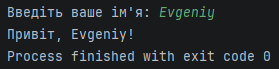 Введіть ваше ім'я: Evgeniy
Привіт, Evgeniy!
Process finished with exit code 0